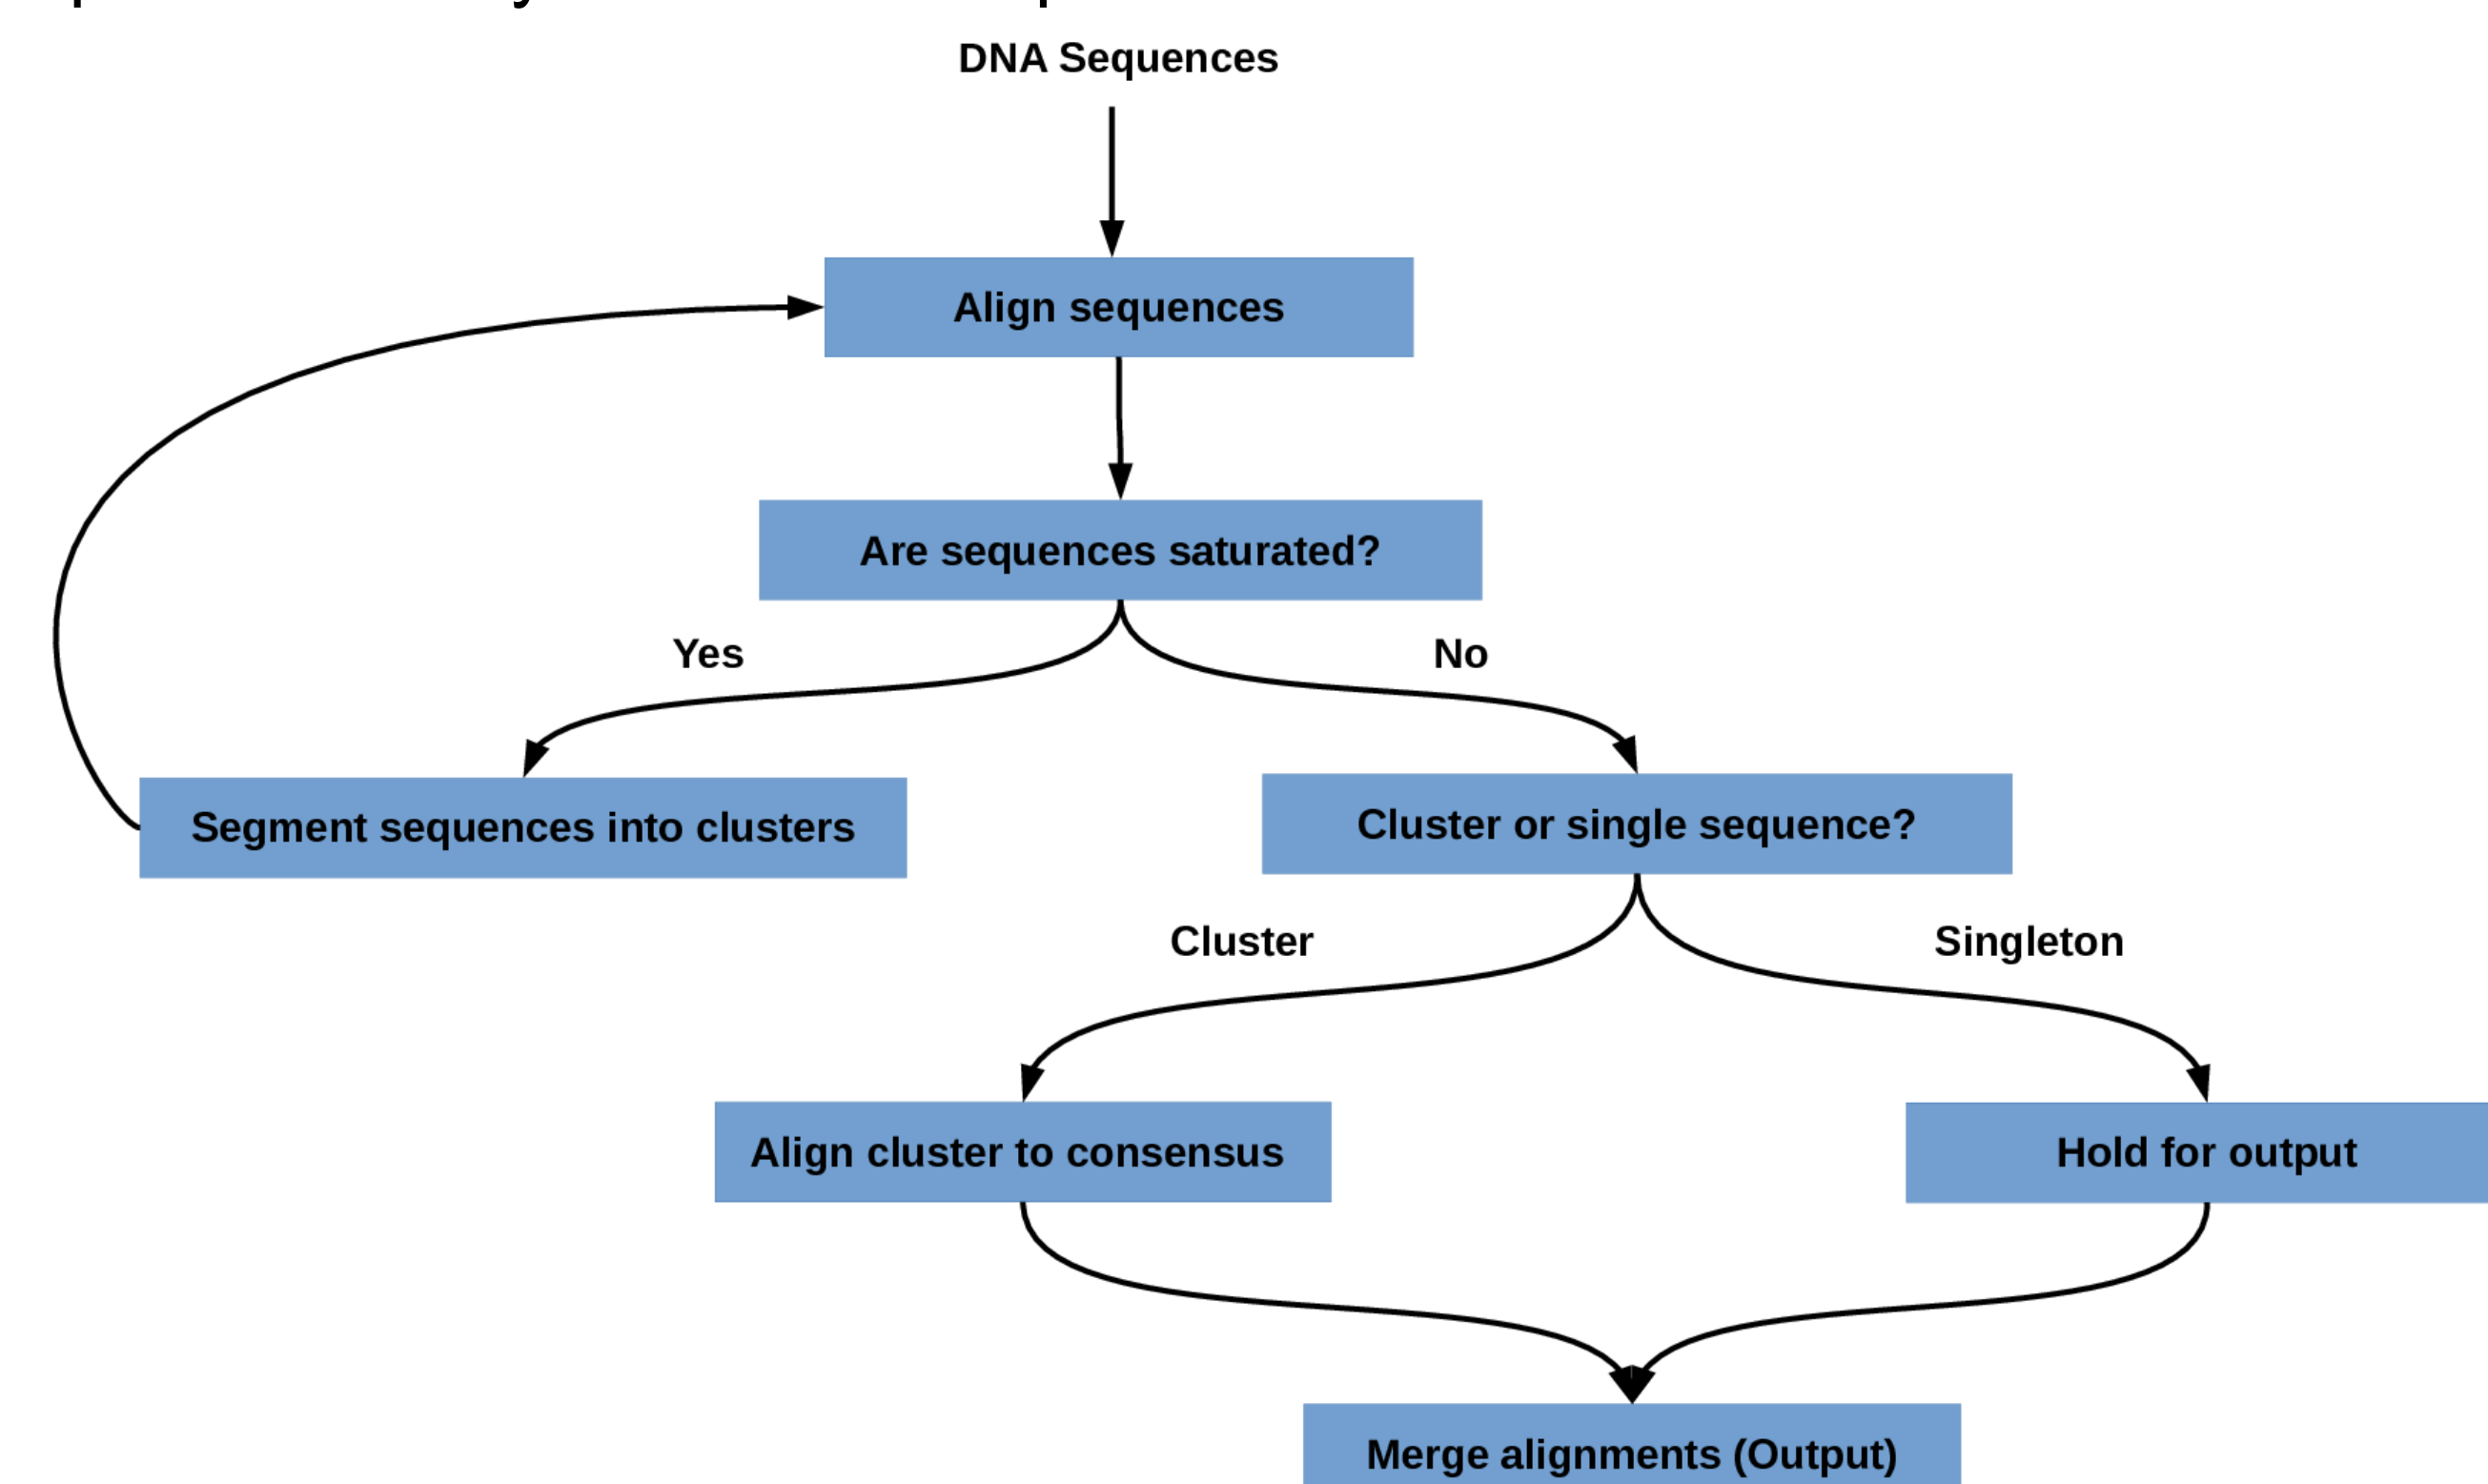 DNA Sequences
Align sequences
Are sequences saturated?
Yes
No
Segment sequences into clusters
Cluster or single sequence?
Cluster
Singleton
Align cluster to consensus
Hold for output
Merge alignments (Output)